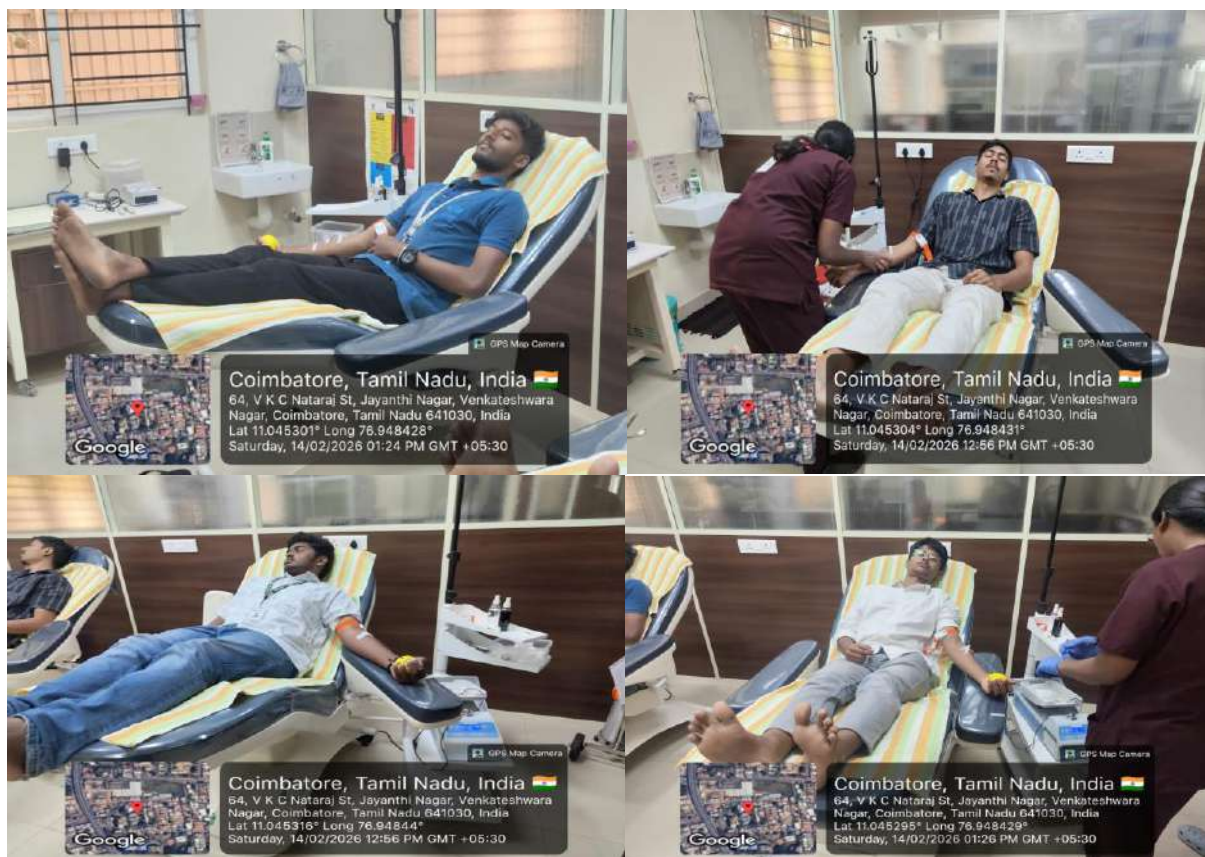 GPS Map Camera
Coimbatore, Tamil Nadu, India
64, V K C Nataraj St, Jayanthi Nagar, Venkateshwara
Nagar, Coimbatore, Tamil Nadu 641030, India
Lat 11.045301° Long 76.948428°
Saturday, 14/02/2026 01:24 PM GMT +05:30
Google
GPS Map Camera
Coimbatore, Tamil Nadu, India
64, V K C Nataraj St, Jayanthi Nagar, Venkateshwara
Nagar, Coimbatore, Tamil Nadu 641030, India
Lat 11.045304° Long 76.948431°
Saturday, 14/02/2026 12:56 PM GMT +05:30
Google
GPS Map Camera
Coimbatore, Tamil Nadu, India
64, V K C Nataraj St, Jayanthi Nagar, Venkateshwara
Nagar, Coimbatore, Tamil Nadu 641030, India
Lat 11.045316° Long 76.94844°
Saturday, 14/02/2026 12:56 PM GMT +05:30
Google
GPS Map Camera
Coimbatore, Tamil Nadu, India
64, V K C Nataraj St, Jayanthi Nagar, Venkateshwara
Nagar, Coimbatore, Tamil Nadu 641030, India
Lat 11.045295° Long 76.948429°
Saturday, 14/02/2026 01:26 PM GMT +05:30
Google